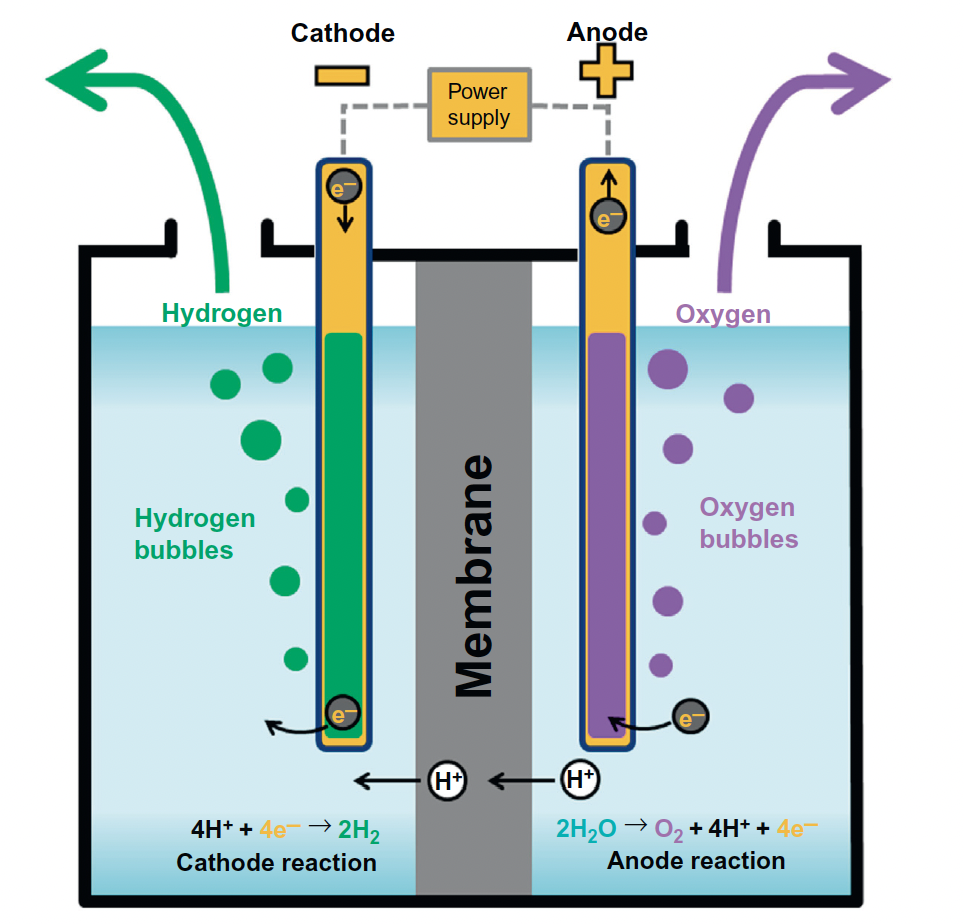 Cathode
Anode
Power
supply
e⁻
e⁻
Hydrogen
Oxygen
Hydrogen
bubbles
Oxygen
bubbles
Membrane
e⁻
e⁻
H⁺
H⁺
4H⁺ + 4e⁻ → 2H₂
Cathode reaction
2H₂O → O₂ + 4H⁺ + 4e⁻
Anode reaction